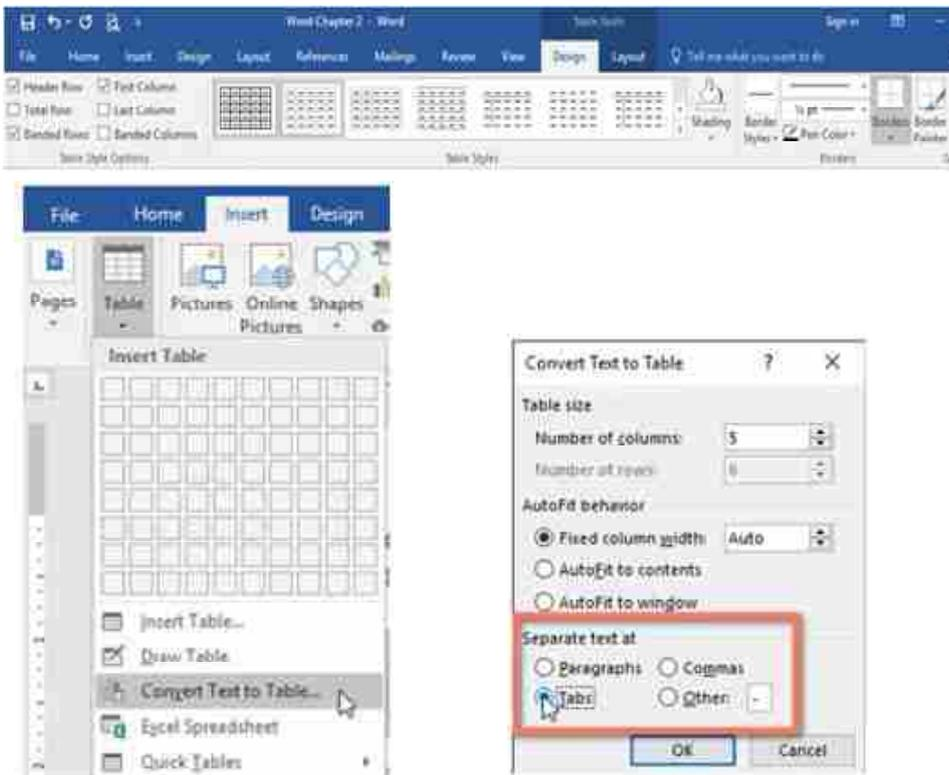 Word Chapter 2 - Word Table Tools Sign in
File Home Insert Design Layout References Mailings Review View Design Layout Tell me what you want to do
Header Row First Column
Total Row Last Column
Banded Rows Banded Columns
Shading Border Styles ½ pt Pen Color Borders Border Painter
Table Style Options Table Styles Borders
File Home Insert Design
Pages Table Pictures Online Pictures Shapes
Insert Table
Insert Table...
Draw Table
Convert Text to Table...
Excel Spreadsheet
Quick Tables
Convert Text to Table ? X
Table size
Number of columns: 5
Number of rows: 6
AutoFit behavior
Fixed column width: Auto
AutoFit to contents
AutoFit to window
Separate text at
Paragraphs Commas
Tabs Other: -
OK Cancel